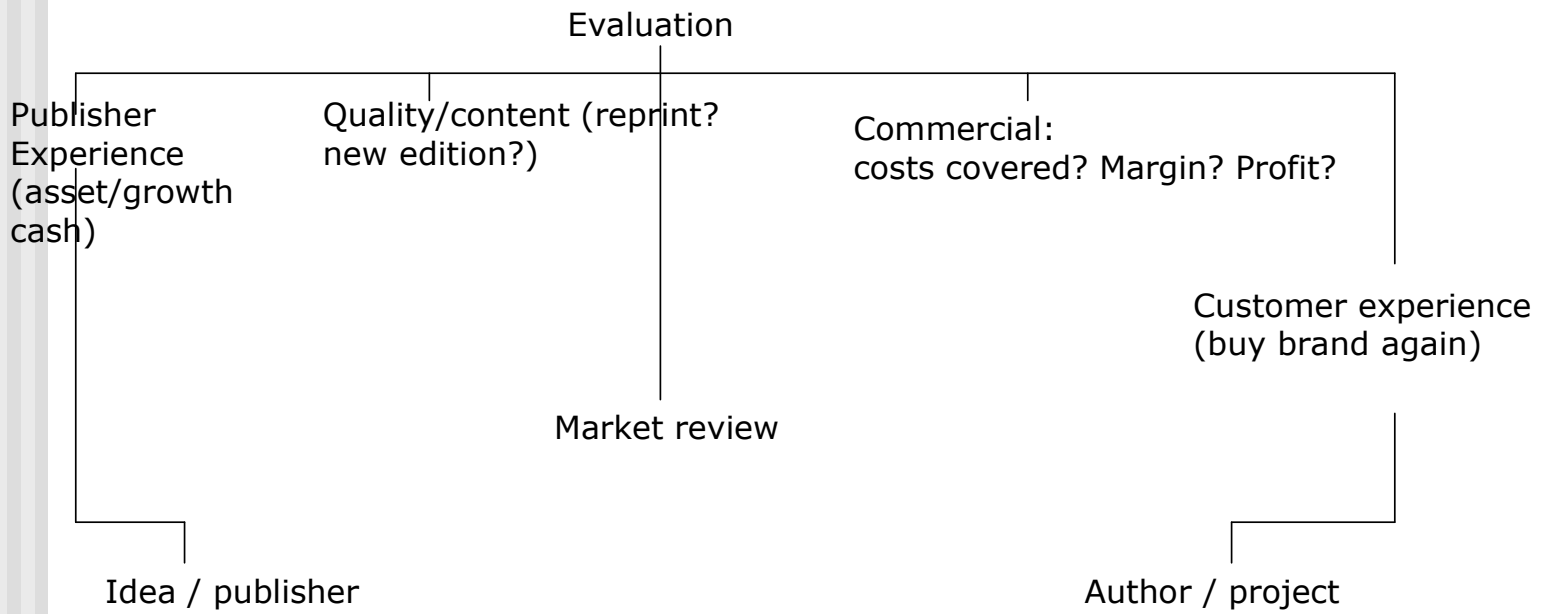 Evaluation
Publisher
Experience
(asset/growth
cash)
Quality/content (reprint?
new edition?)
Commercial:
costs covered? Margin? Profit?
Customer experience
(buy brand again)
Market review
Idea / publisher
Author / project